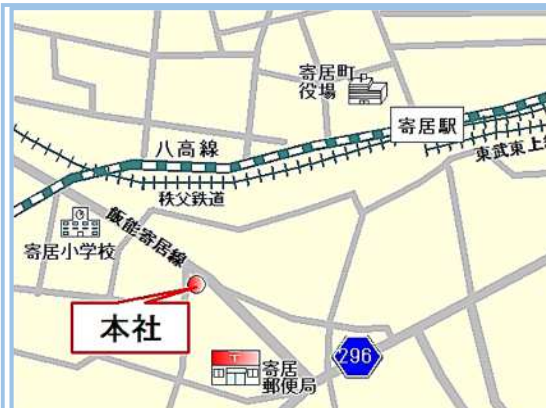 寄居町
役場
寄居駅
八高線
東武東上線
秩父鉄道
飯能寄居線
寄居小学校
本社
296
寄居
郵便局